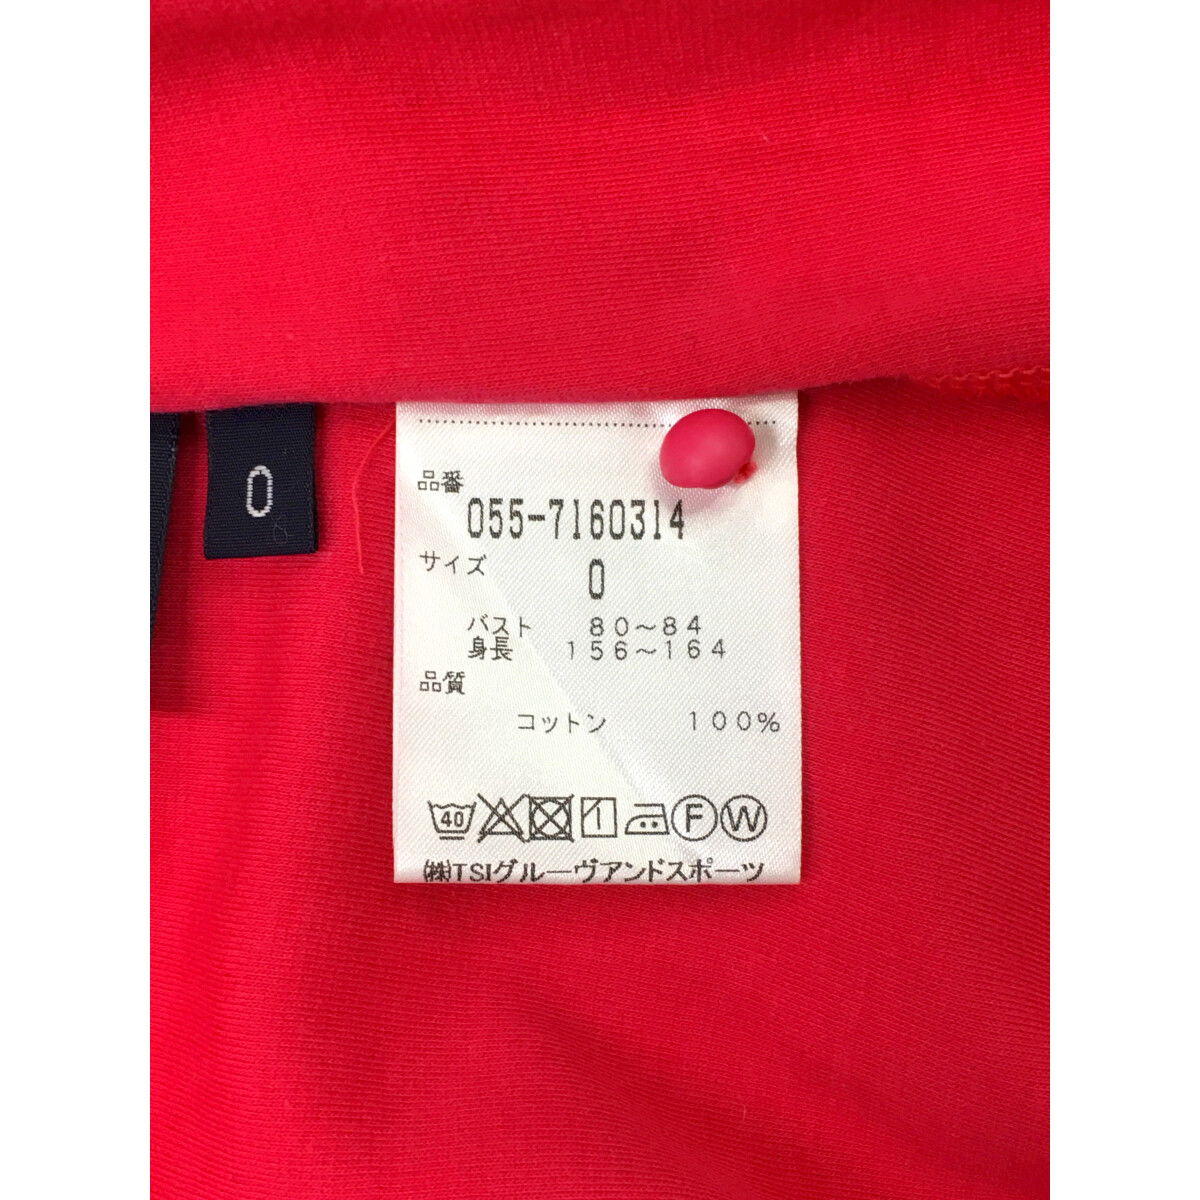 0
品番
055-7160314
サイズ
0
バスト 80~84
身長 156~164
品質
コットン 100%
40 F W
㈱TSIグルーヴアンドスポーツ